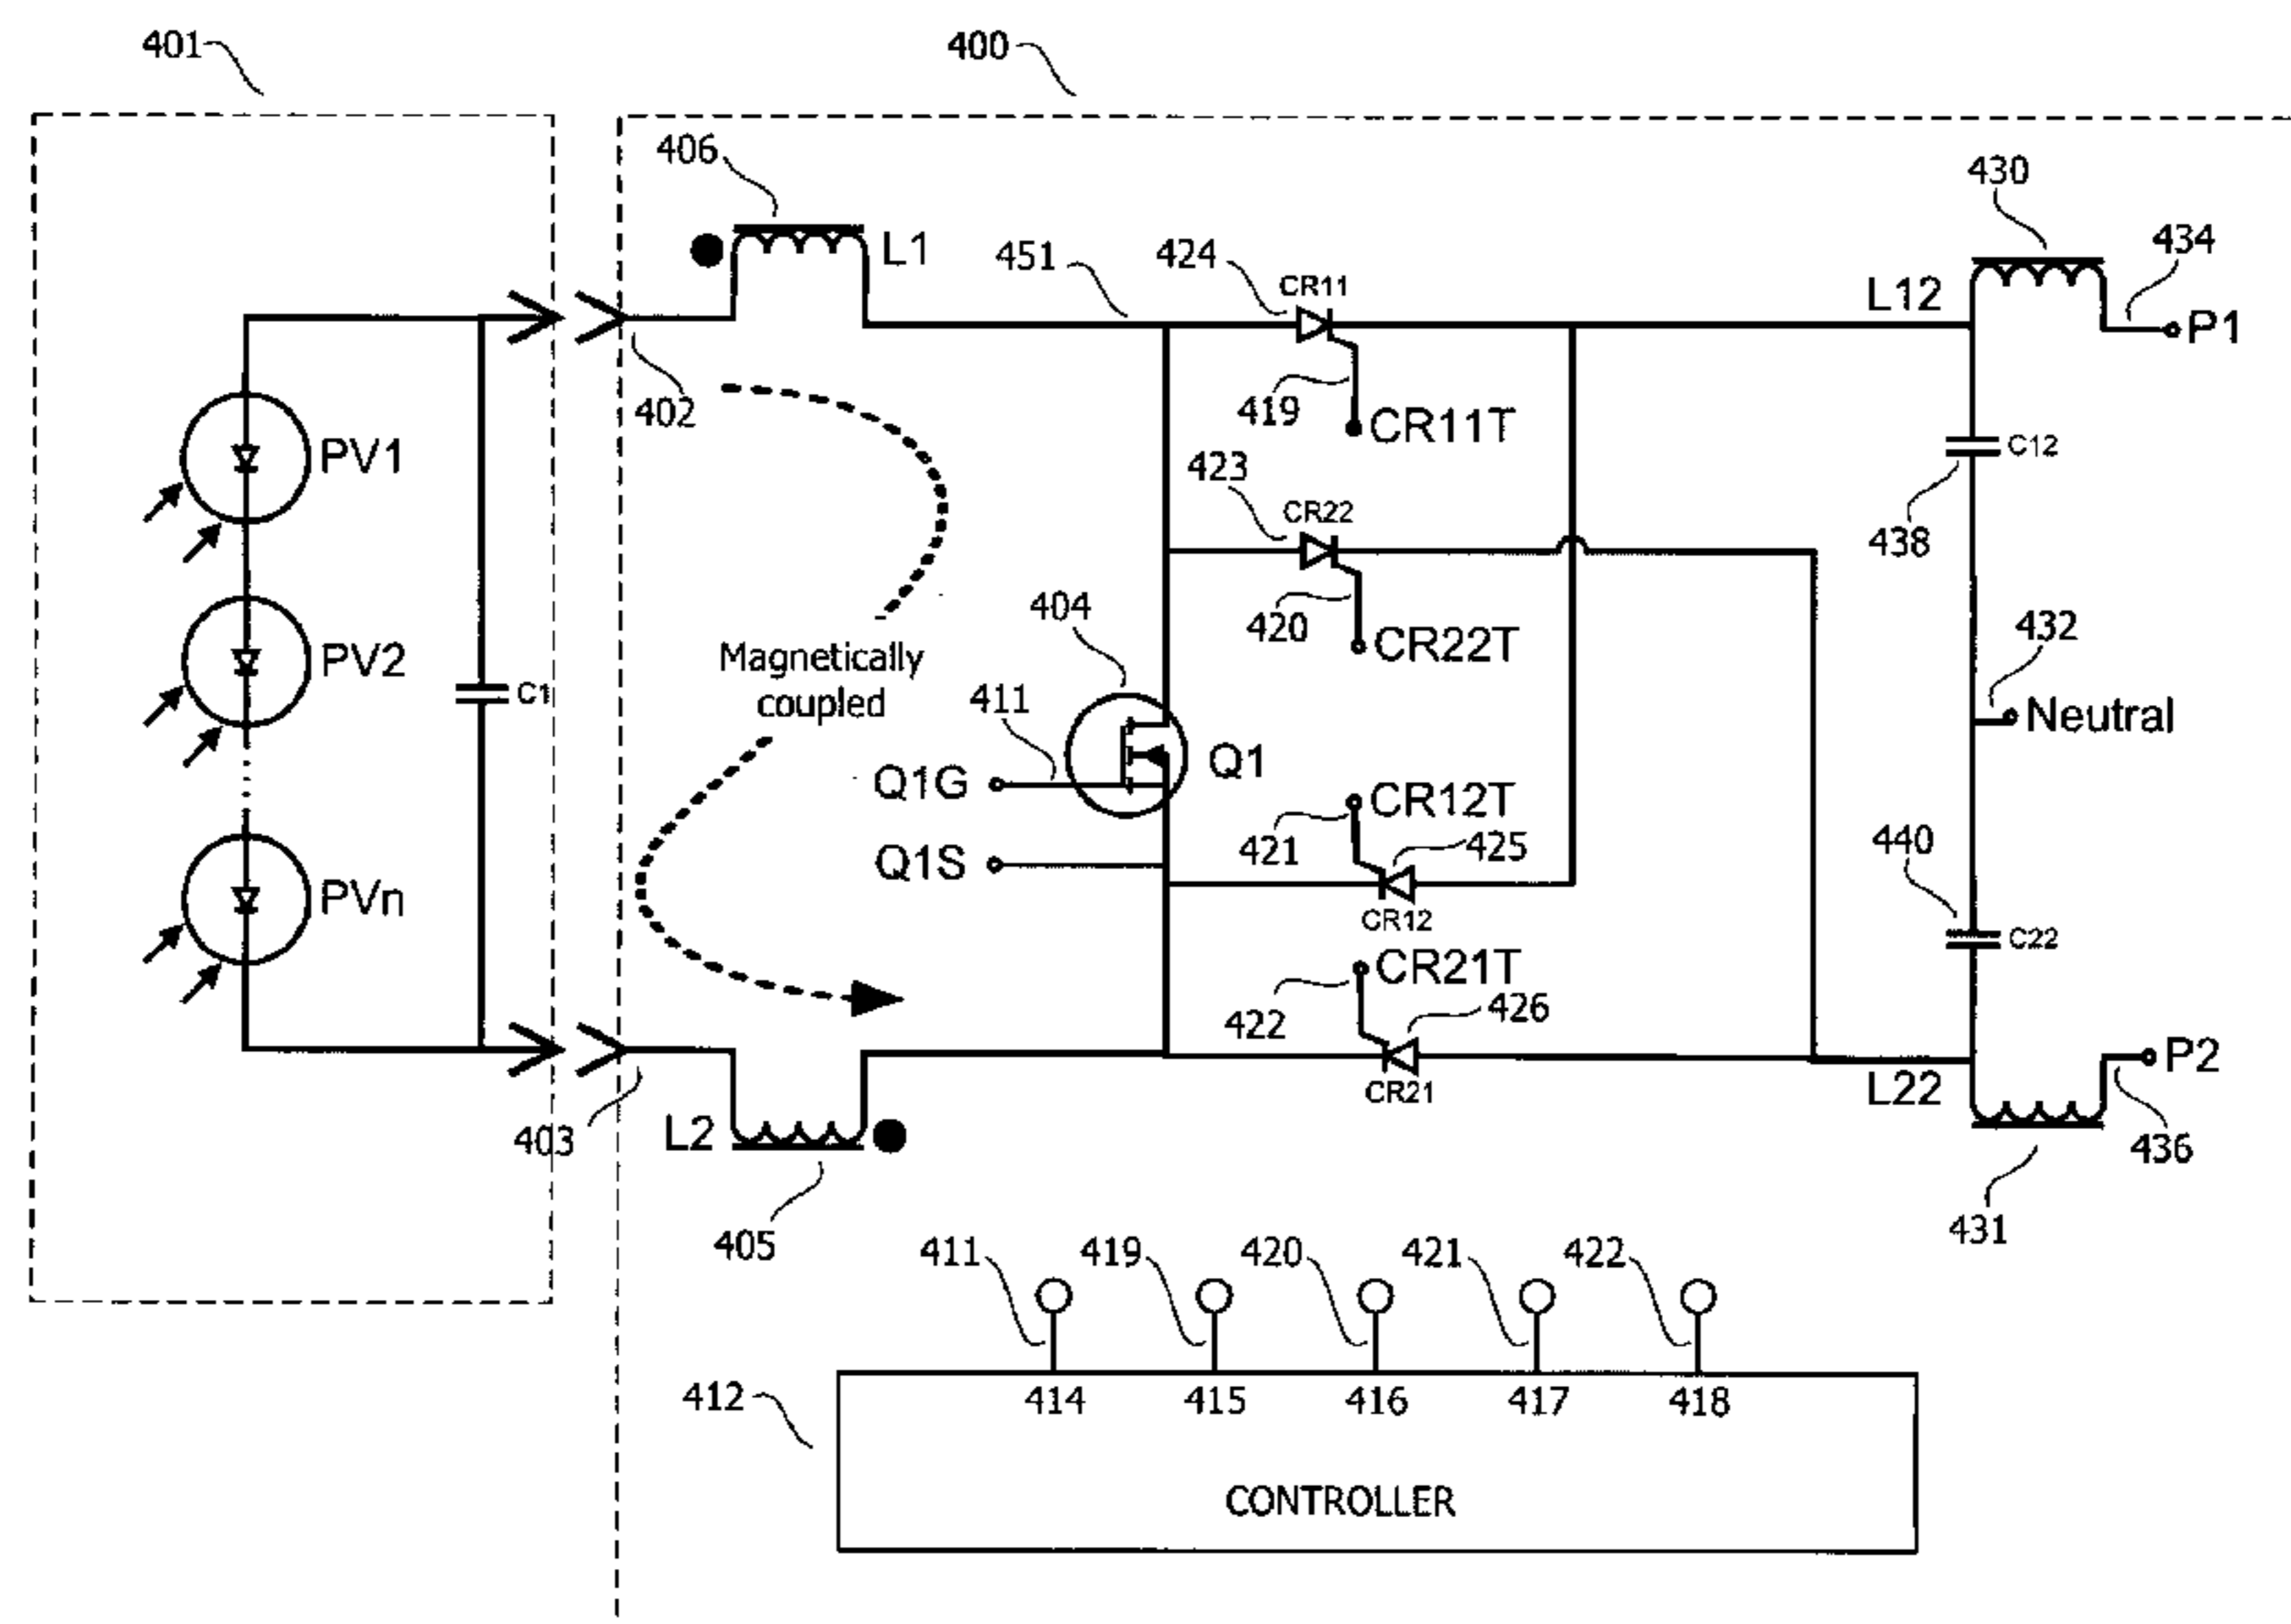 401
400
406
430
434
L1
451
424
CR11
L12
P1
402
419
CR11T
PV1
423
CR22
C12
438
420
CR22T
404
432
PV2
Magnetically
coupled
C1
411
Neutral
Q1
Q1G
CR12T
421
425
440
Q1S
PVn
CR12
C22
CR21T
422
426
P2
CR21
L22
403
L2
436
405
431
411
419
420
421
422
412
414
415
416
417
418
CONTROLLER